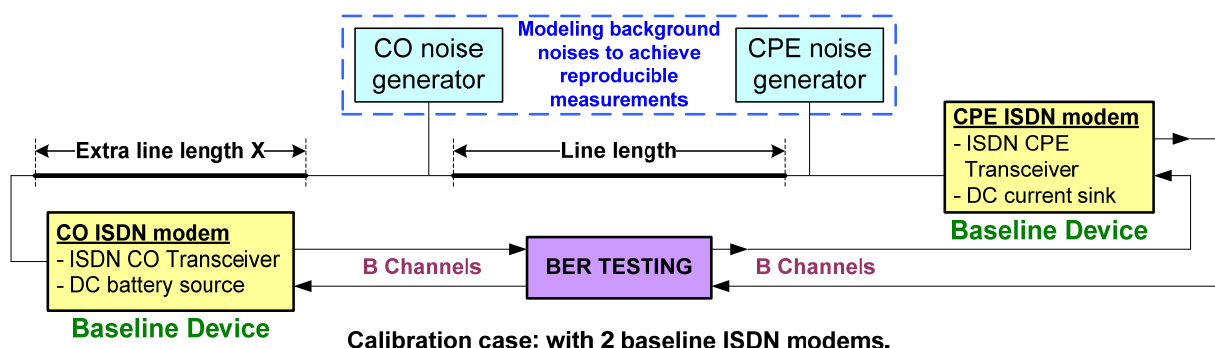 CO noise
generator
Modeling background
noises to achieve
reproducible
measurements
CPE noise
generator
Extra line length X
Line length
CPE ISDN modem
- ISDN CPE
Transceiver
- DC current sink
Baseline Device
CO ISDN modem
- ISDN CO Transceiver
- DC battery source
Baseline Device
B Channels
BER TESTING
B Channels
Calibration case: with 2 baseline ISDN modems.